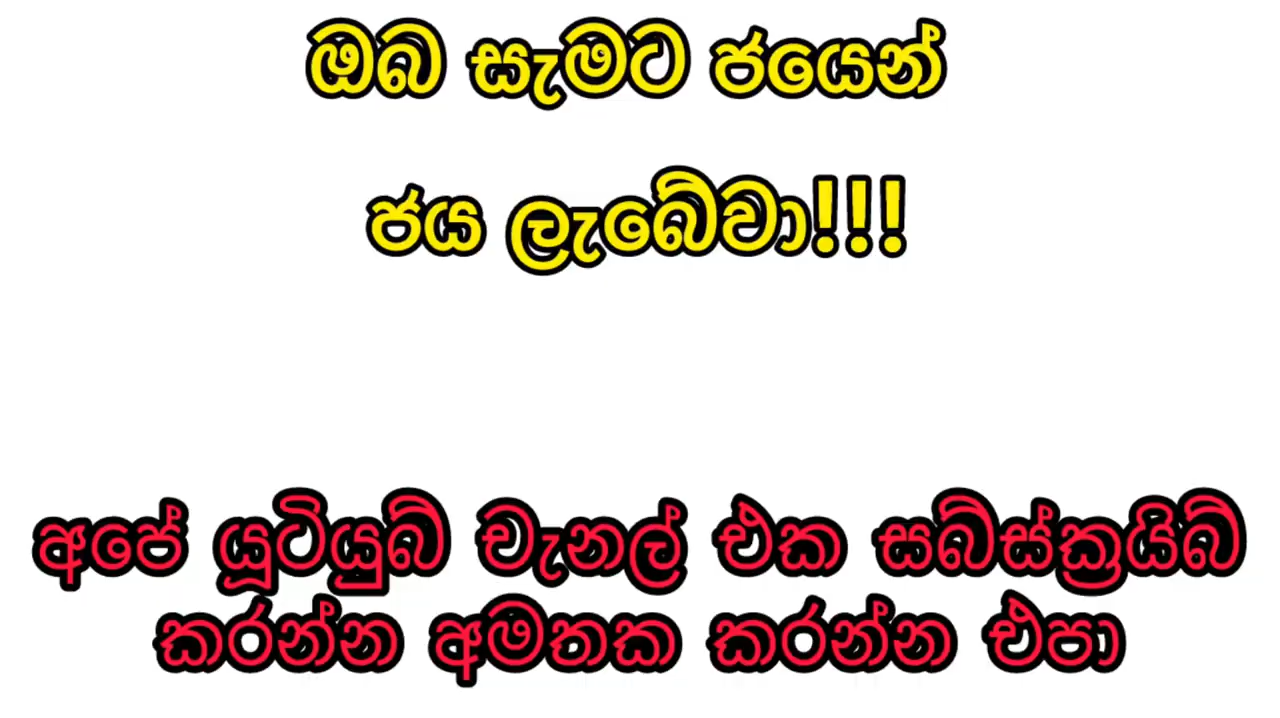 ඔබ සැමට ජයෙන්
ජය ලැබේවා!!!
අපේ යූටියුබ් චැනල් එක සබ්ස්ක්‍රයිබ්
කරන්න අමතක කරන්න එපා